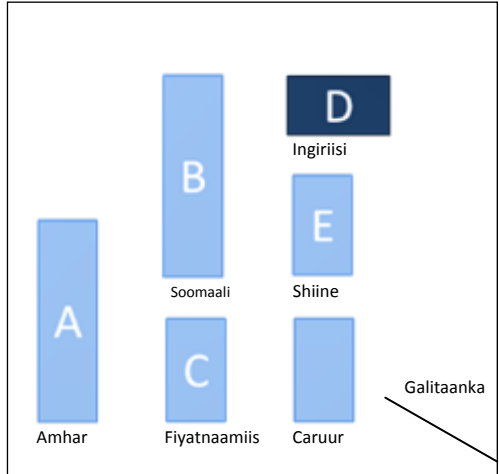 D
Ingiriisi
B
E
Soomaali
Shiine
A
C
Galitaanka
Amhar
Fiyatnaamiis
Caruur